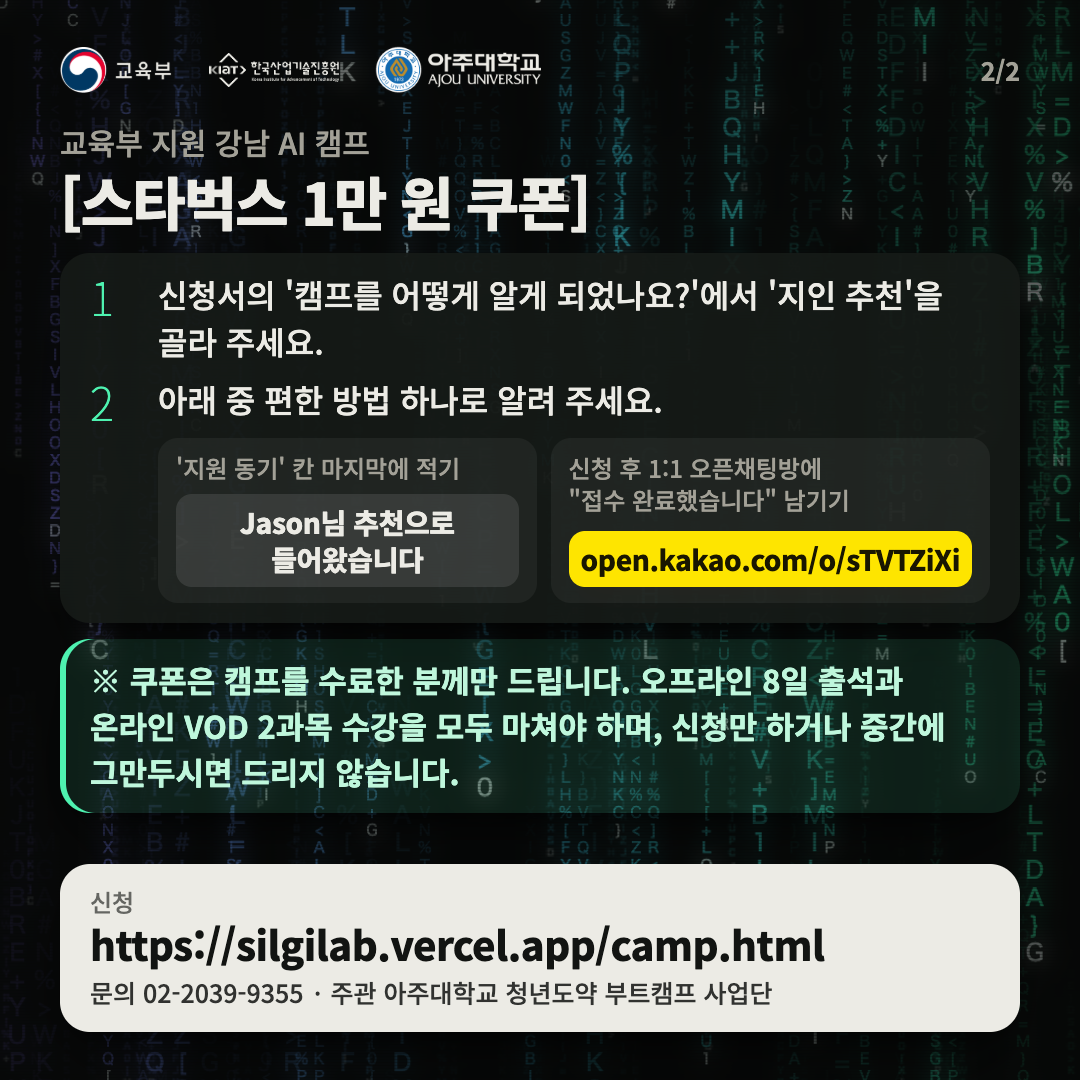 교육부
KIAT 한국산업기술진흥원
Korea Institute for Advancement of Technology
아주대학교
AJOU UNIVERSITY
2/2
교육부 지원 강남 AI 캠프
[스타벅스 1만 원 쿠폰]
1 신청서의 '캠프를 어떻게 알게 되었나요?'에서 '지인 추천'을
골라 주세요.
2 아래 중 편한 방법 하나로 알려 주세요.
'지원 동기' 칸 마지막에 적기
Jason님 추천으로
들어왔습니다
신청 후 1:1 오픈채팅방에
"접수 완료했습니다" 남기기
open.kakao.com/o/sTVTZiXi
※ 쿠폰은 캠프를 수료한 분께만 드립니다. 오프라인 8일 출석과
온라인 VOD 2과목 수강을 모두 마쳐야 하며, 신청만 하거나 중간에
그만두시면 드리지 않습니다.
신청
https://silgilab.vercel.app/camp.html
문의 02-2039-9355 · 주관 아주대학교 청년도약 부트캠프 사업단